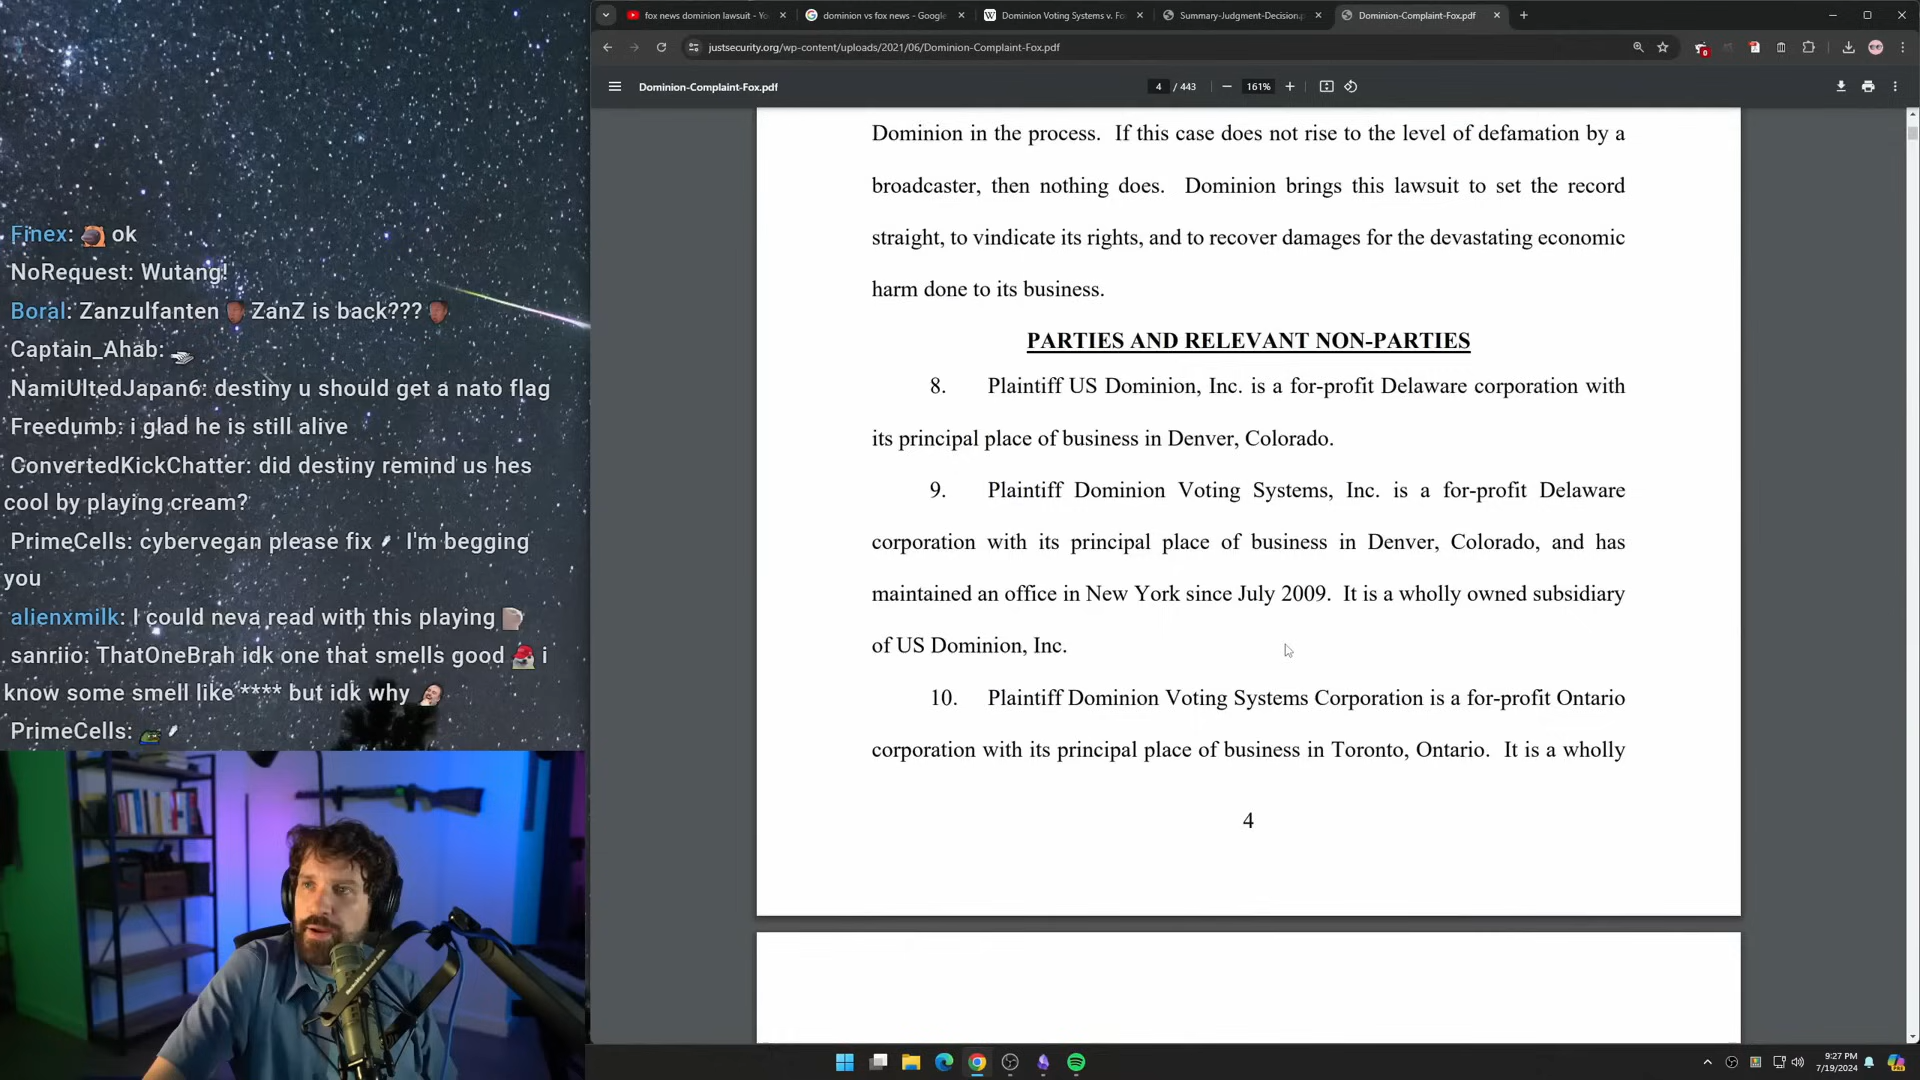 Finex: ok
NoRequest: Wutang!
Boral: Zanzulfanten ZanZ is back???
Captain_Ahab:
NamiUltedJapan6: destiny u should get a nato flag
Freedumb: i glad he is still alive
ConvertedKickChatter: did destiny remind us hes
cool by playing cream?
PrimeCells: cybervegan please fix I'm begging
you
alienxmilk: I could neva read with this playing
sanriio: ThatOneBrah idk one that smells good i
know some smell like **** but idk why
PrimeCells:
fox news dominion lawsuit - Yo
dominion vs fox news - Google
Dominion Voting Systems v. Fo
Summary-Judgment-Decision.p
Dominion-Complaint-Fox.pdf
justsecurity.org/wp-content/uploads/2021/06/Dominion-Complaint-Fox.pdf
Dominion-Complaint-Fox.pdf
4 / 443
161%
Dominion in the process. If this case does not rise to the level of defamation by a
broadcaster, then nothing does. Dominion brings this lawsuit to set the record
straight, to vindicate its rights, and to recover damages for the devastating economic
harm done to its business.
PARTIES AND RELEVANT NON-PARTIES
8. Plaintiff US Dominion, Inc. is a for-profit Delaware corporation with
its principal place of business in Denver, Colorado.
9. Plaintiff Dominion Voting Systems, Inc. is a for-profit Delaware
corporation with its principal place of business in Denver, Colorado, and has
maintained an office in New York since July 2009. It is a wholly owned subsidiary
of US Dominion, Inc.
10. Plaintiff Dominion Voting Systems Corporation is a for-profit Ontario
corporation with its principal place of business in Toronto, Ontario. It is a wholly
4
9:27 PM
7/19/2024